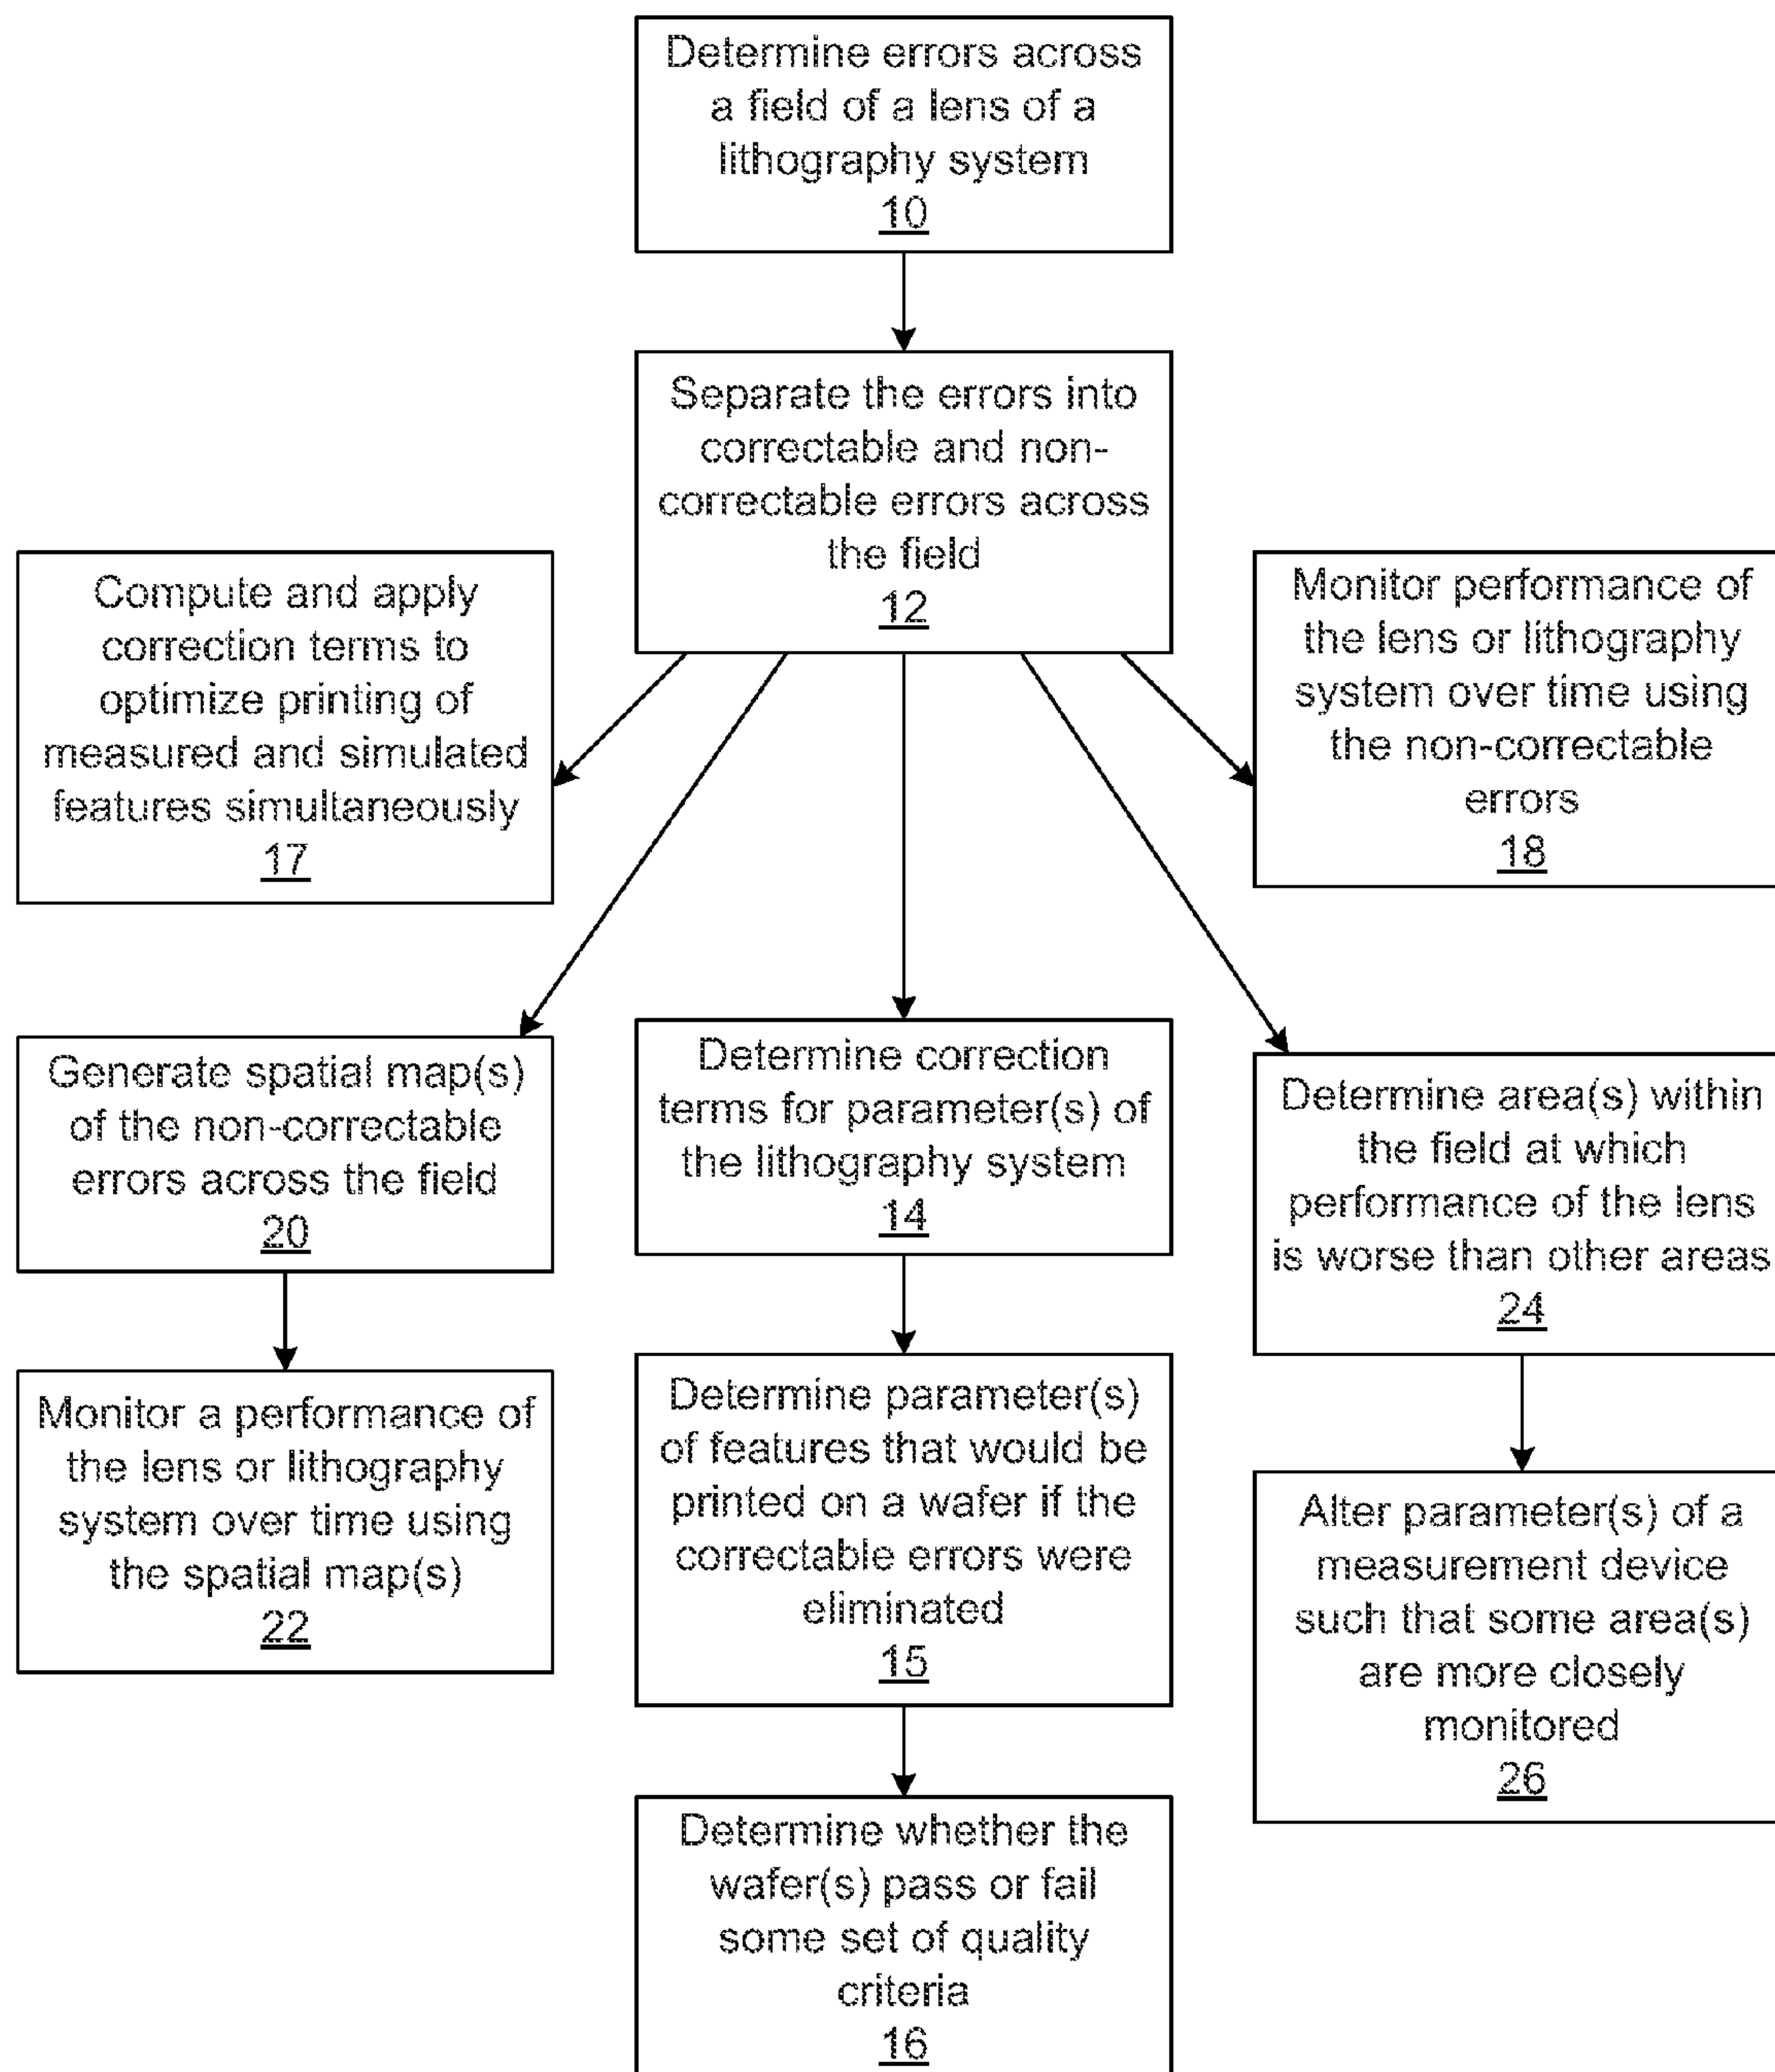 Determine errors across
a field of a lens of a
lithography system
10
Separate the errors into
correctable and non-
correctable errors across
the field
12
Compute and apply
correction terms to
optimize printing of
measured and simulated
features simultaneously
17
Monitor performance of
the lens or lithography
system over time using
the non-correctable
errors
18
Generate spatial map(s)
of the non-correctable
errors across the field
20
Determine correction
terms for parameter(s) of
the lithography system
14
Determine area(s) within
the field at which
performance of the lens
is worse than other areas
24
Monitor a performance of
the lens or lithography
system over time using
the spatial map(s)
22
Determine parameter(s)
of features that would be
printed on a wafer if the
correctable errors were
eliminated
15
Alter parameter(s) of a
measurement device
such that some area(s)
are more closely
monitored
26
Determine whether the
wafer(s) pass or fail
some set of quality
criteria
16